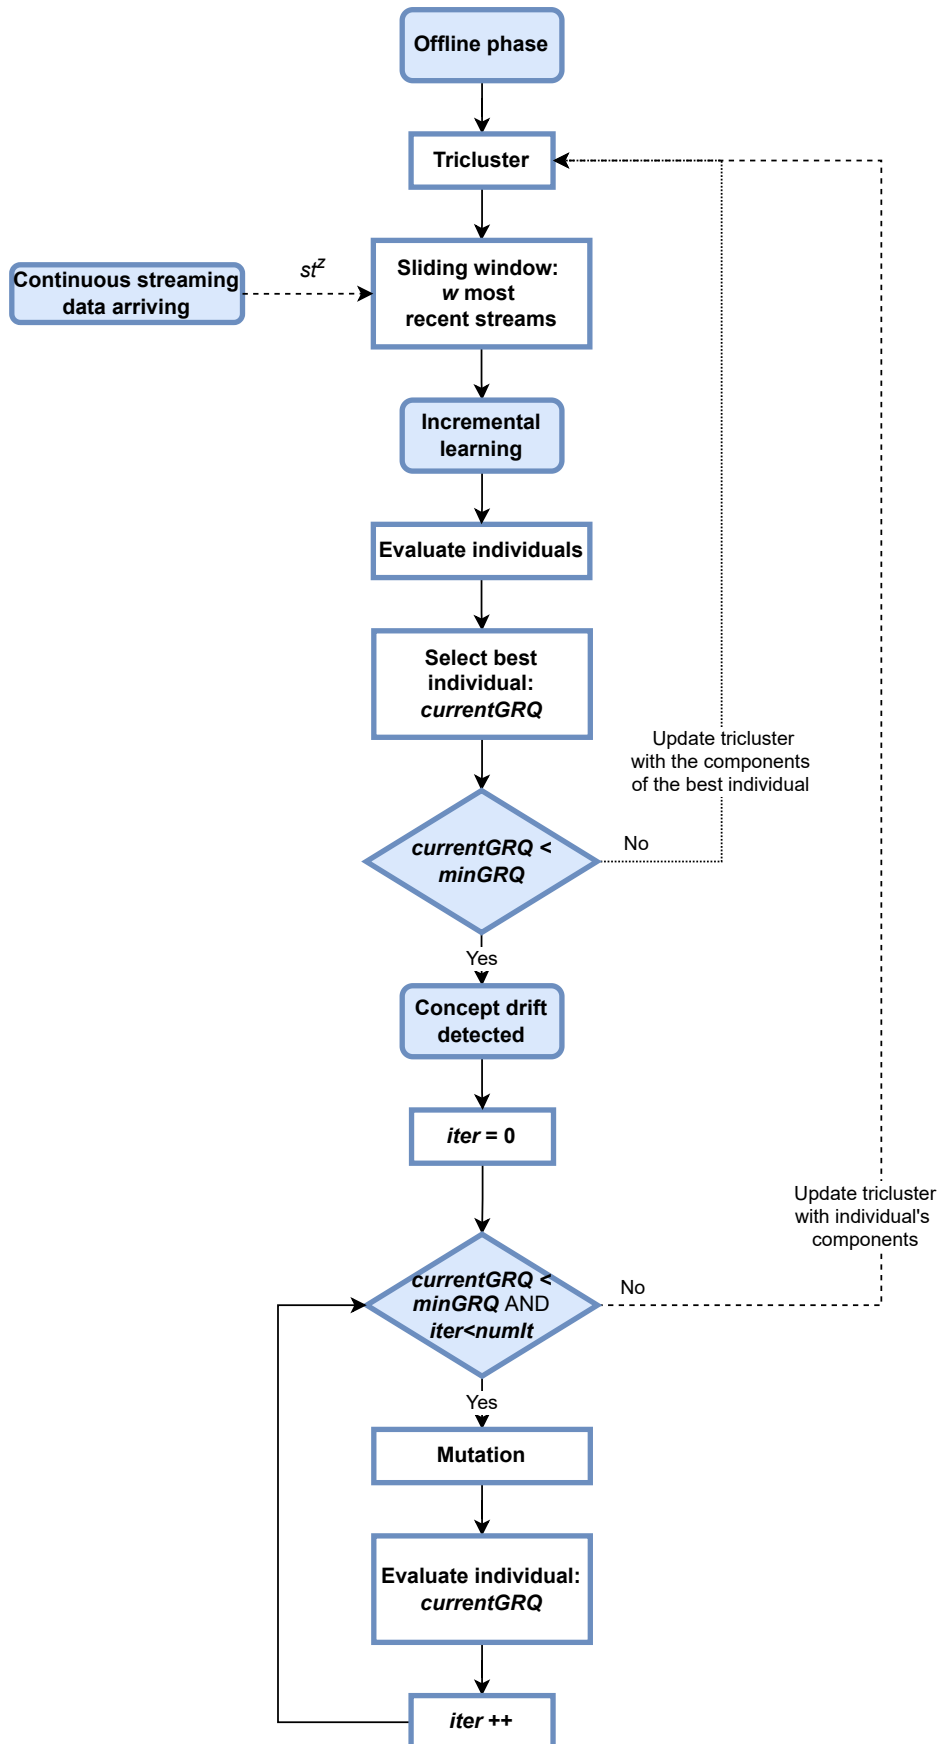 Offline phase
Tricluster
Continuous streaming
data arriving
st^z
Sliding window:
w most
recent streams
Incremental
learning
Evaluate individuals
Select best
individual:
currentGRQ
Update tricluster
with the components
of the best individual
currentGRQ <
minGRQ
No
Yes
Concept drift
detected
iter = 0
Update tricluster
with individual's
components
currentGRQ <
minGRQ AND
iter<numIt
No
Yes
Mutation
Evaluate individual:
currentGRQ
iter ++